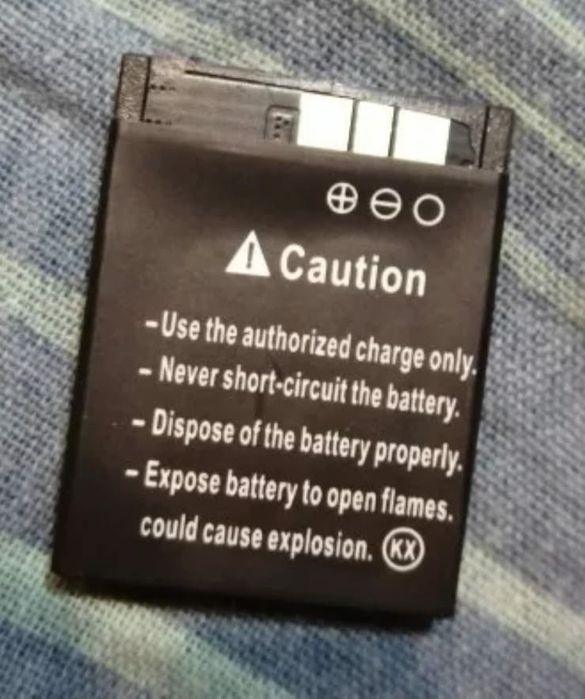 ⊕ ⊖ ○
⚠ Caution
-Use the authorized charge only.
- Never short-circuit the battery.
- Dispose of the battery properly.
- Expose battery to open flames.
could cause explosion. KX